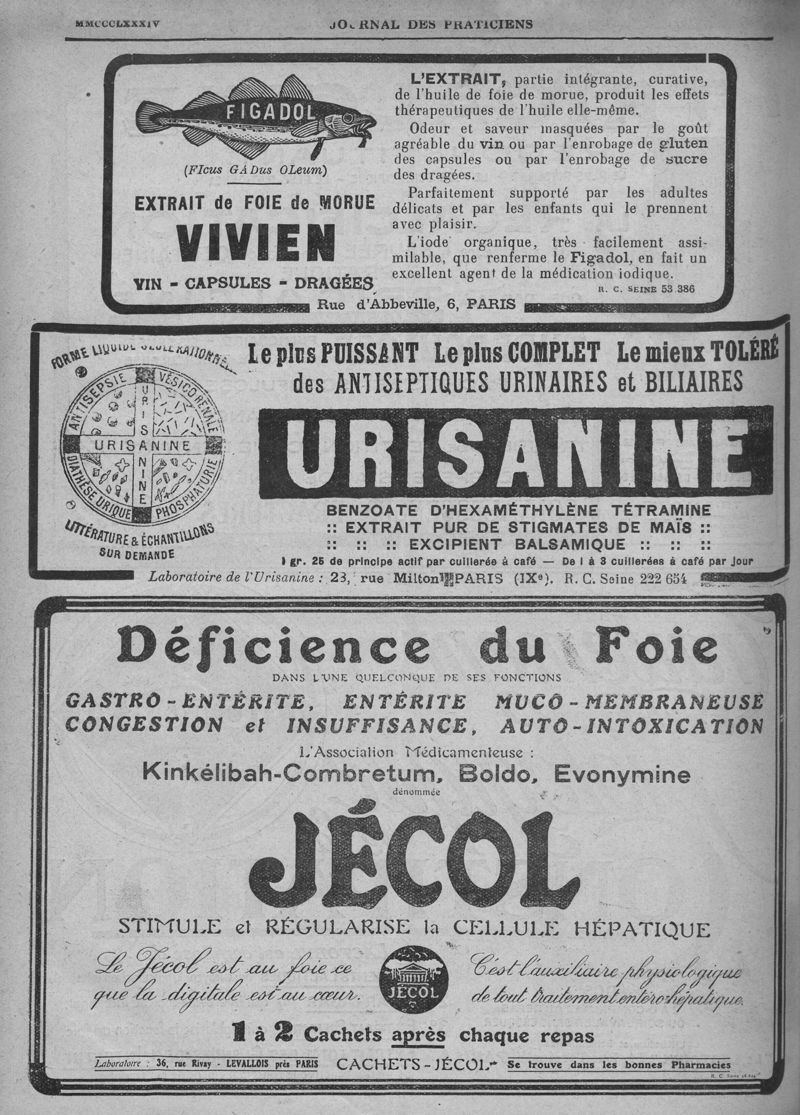 MMCCCLXXXIV
JOURNAL DES PRATICIENS
FIGADOL
(FIcus GADus OLeum)
EXTRAIT de FOIE de MORUE
VIVIEN
VIN - CAPSULES - DRAGÉES
L'EXTRAIT, partie intégrante, curative,
de l'huile de foie de morue, produit les effets
thérapeutiques de l'huile elle-même.
Odeur et saveur masquées par le goût
agréable du vin ou par l'enrobage de gluten
des capsules ou par l'enrobage de sucre
des dragées.
Parfaitement supporté par les adultes
délicats et par les enfants qui le prennent
avec plaisir.
L'iode organique, très facilement assi-
milable, que renferme le Figadol, en fait un
excellent agent de la médication iodique.
R. C. SEINE 53 386
Rue d'Abbeville, 6, PARIS
FORME LIQUIDE
ANTISEPSIE VÉSICO RÉNALE
URISANINE
URISANINE
DIATHÈSE URIQUE PHOSPHATURIE
LITTÉRATURE & ÉCHANTILLONS
SUR DEMANDE
Le plus PUISSANT Le plus COMPLET Le mieux TOLÉRÉ
des ANTISEPTIQUES URINAIRES et BILIAIRES
URISANINE
BENZOATE D'HEXAMÉTHYLÈNE TÉTRAMINE
:: EXTRAIT PUR DE STIGMATES DE MAÏS ::
:: :: :: EXCIPIENT BALSAMIQUE :: :: ::
1 gr. 25 de principe actif par cuillerée à café — De 1 à 3 cuillerées à café par jour
Laboratoire de l'Urisanine : 23, rue Milton PARIS (IXe). R. C. Seine 222 654
Déficience du Foie
DANS L'UNE QUELCONQUE DE SES FONCTIONS
GASTRO-ENTÉRITE, ENTÉRITE MUCO-MEMBRANEUSE
CONGESTION et INSUFFISANCE, AUTO-INTOXICATION
L'Association Médicamenteuse :
Kinkélibah-Combretum, Boldo, Evonymine
dénommée
JÉCOL
STIMULE et RÉGULARISE la CELLULE HÉPATIQUE
Le Jécol est au foie ce
que la digitale est au cœur.
JÉCOL
C'est l'auxiliaire physiologique
de tout traitement entéro-hépatique.
1 à 2 Cachets après chaque repas
Laboratoire : 36, rue Rivay - LEVALLOIS près PARIS CACHETS-JÉCOL Se trouve dans les bonnes Pharmacies